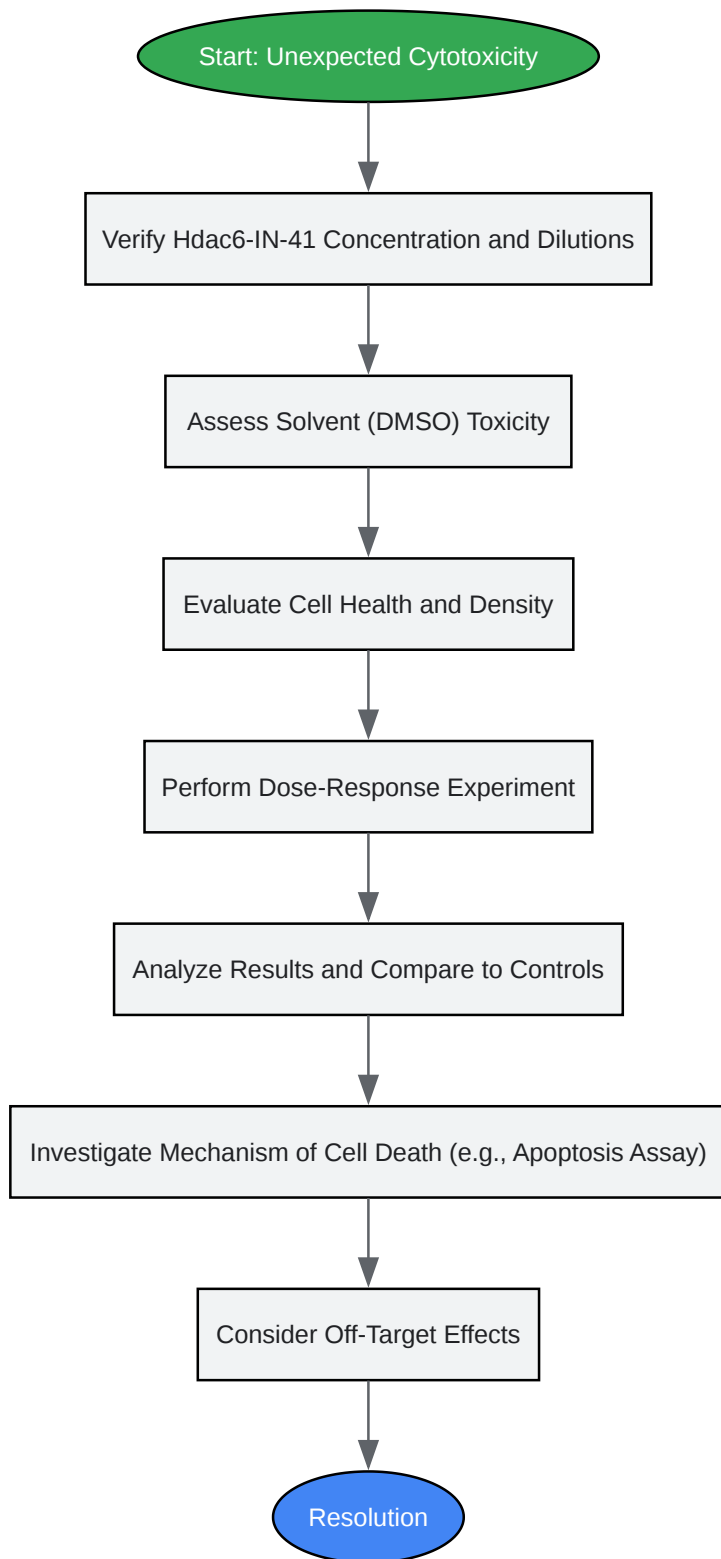 Start: Unexpected Cytotoxicity
Verify Hdac6-IN-41 Concentration and Dilutions
Assess Solvent (DMSO) Toxicity
Evaluate Cell Health and Density
Perform Dose-Response Experiment
Analyze Results and Compare to Controls
Investigate Mechanism of Cell Death (e.g., Apoptosis Assay)
Consider Off-Target Effects
Resolution